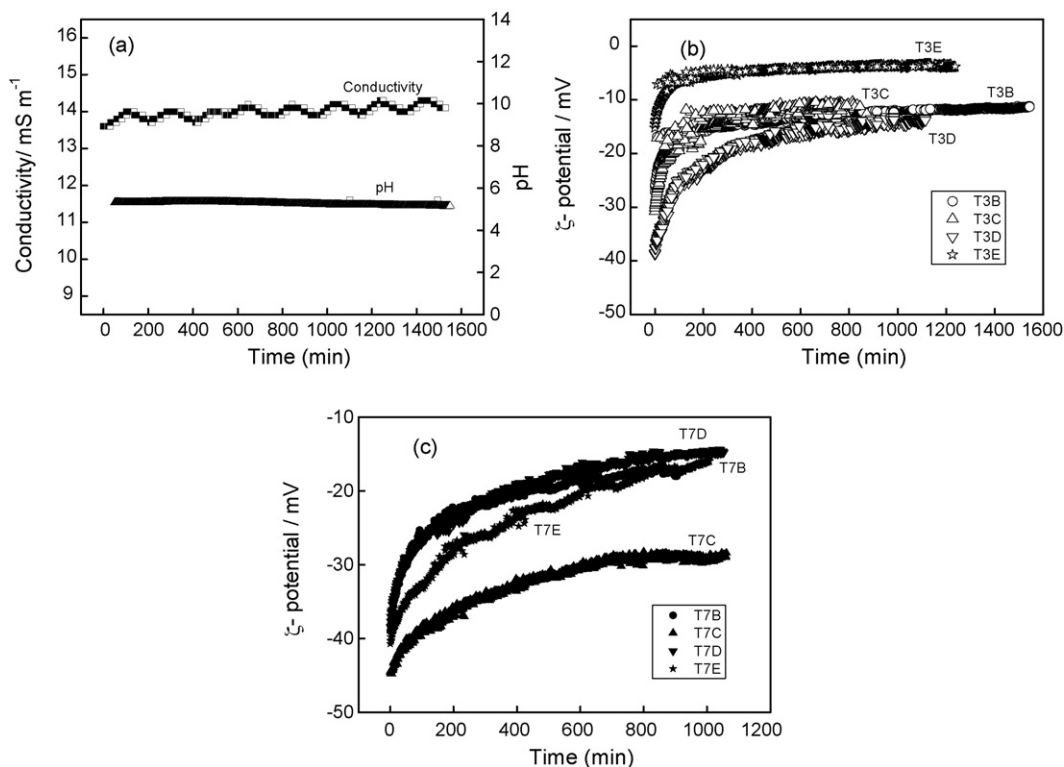 (a)
Conductivity/ mS m⁻¹
16
15
14
13
12
11
10
9
14
12
10
8
6
4
2
0
pH
Conductivity
pH
0 200 400 600 800 1000 1200 1400 1600
Time (min)
(b)
ζ- potential / mV
0
-10
-20
-30
-40
-50
T3E
T3C
T3B
T3D
T3B
T3C
T3D
T3E
0 200 400 600 800 1000 1200 1400 1600
Time (min)
(c)
ζ- potential / mV
-10
-20
-30
-40
-50
T7D
T7B
T7E
T7C
T7B
T7C
T7D
T7E
0 200 400 600 800 1000 1200
Time (min)